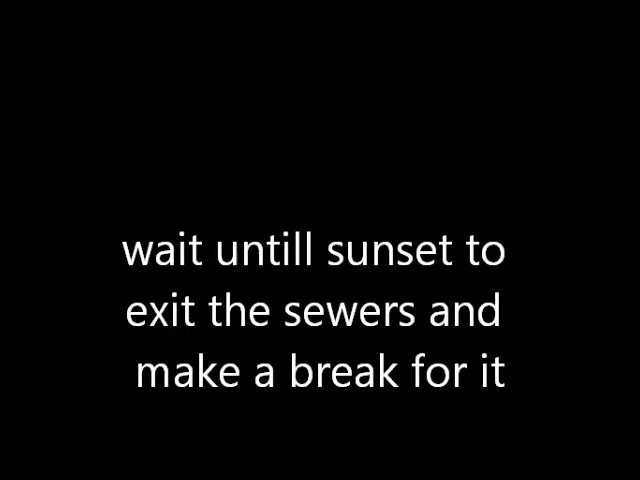 wait untill sunset to
exit the sewers and
make a break for it